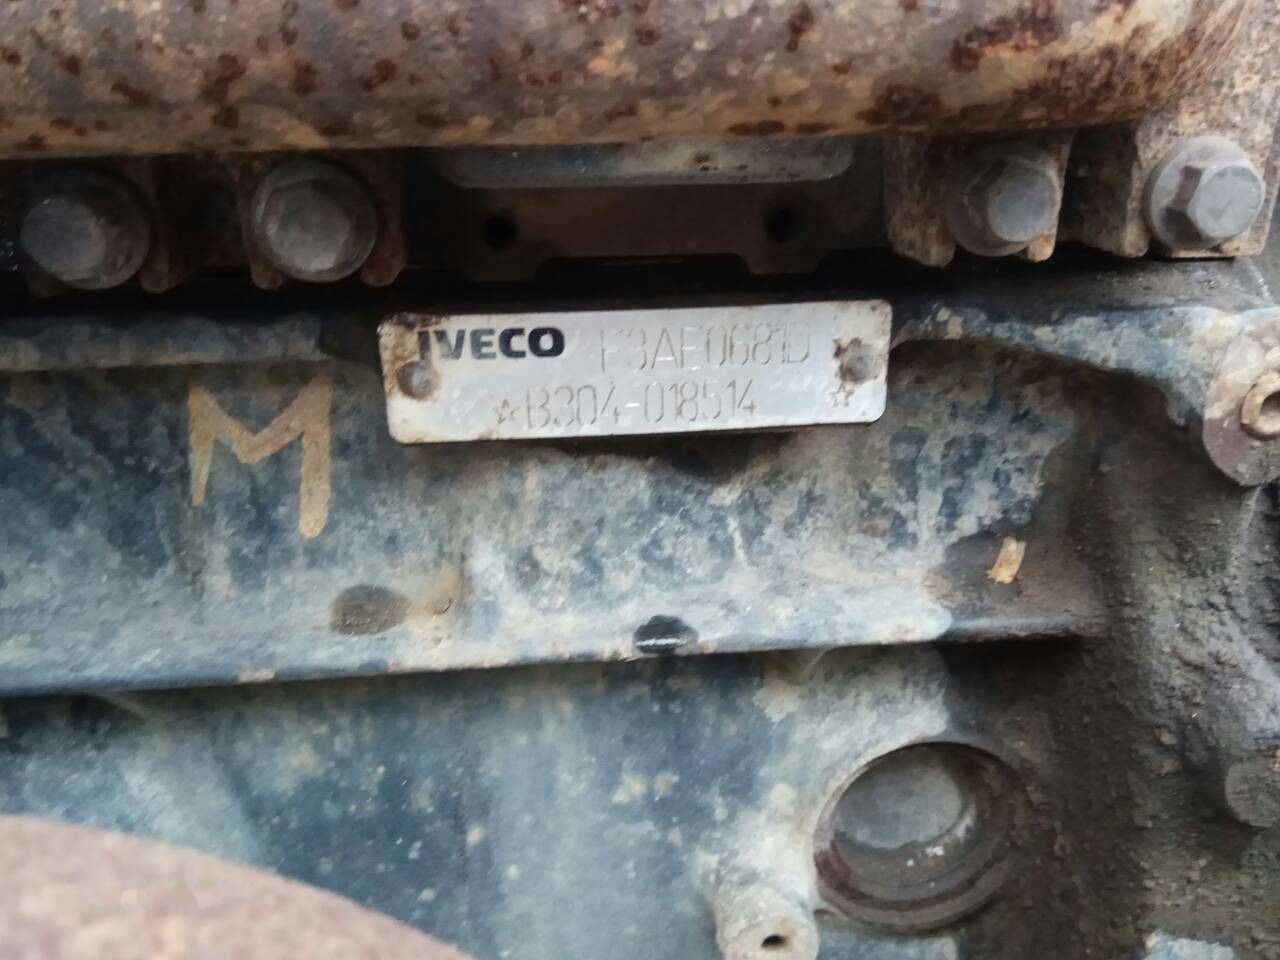 IVECO F3AE0681D
☆B304-018514 ☆
M